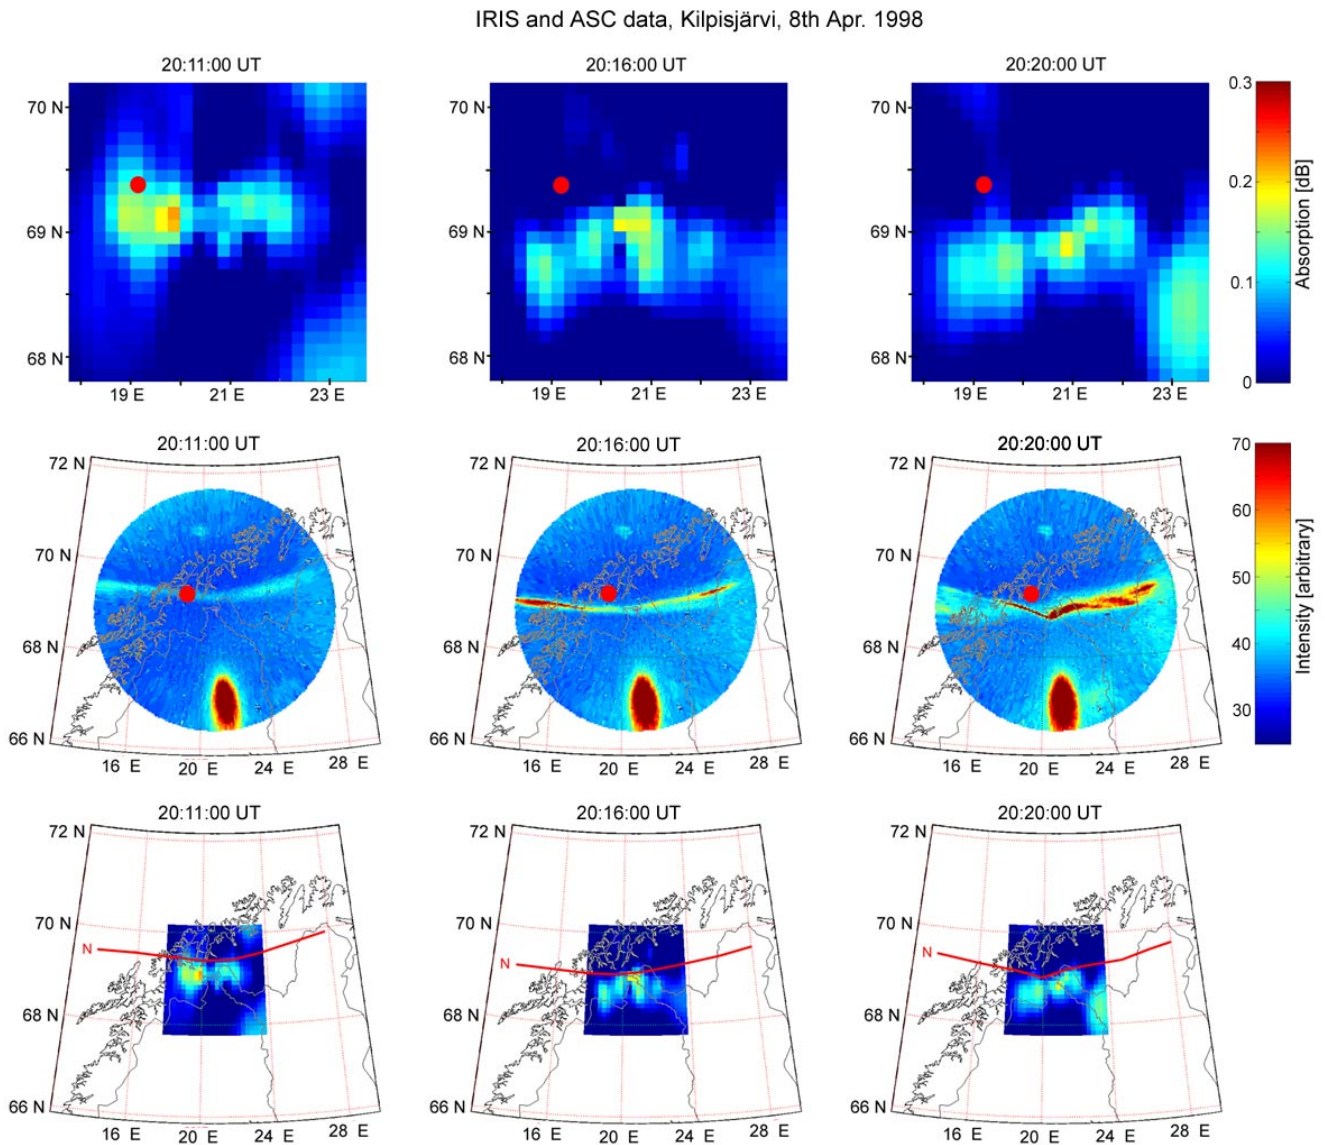 IRIS and ASC data, Kilpisjärvi, 8th Apr. 1998
20:11:00 UT
20:16:00 UT
20:20:00 UT
70 N
69 N
68 N
19 E
21 E
23 E
70 N
69 N
68 N
19 E
21 E
23 E
70 N
69 N
68 N
19 E
21 E
23 E
0.3
0.2
0.1
0
Absorption [dB]
20:11:00 UT
20:16:00 UT
20:20:00 UT
72 N
70 N
68 N
66 N
16 E
20 E
24 E
28 E
72 N
70 N
68 N
66 N
16 E
20 E
24 E
28 E
72 N
70 N
68 N
66 N
16 E
20 E
24 E
28 E
70
60
50
40
30
Intensity [arbitrary]
20:11:00 UT
20:16:00 UT
20:20:00 UT
72 N
70 N
N
68 N
66 N
16 E
20 E
24 E
28 E
72 N
70 N
N
68 N
66 N
16 E
20 E
24 E
28 E
72 N
70 N
N
68 N
66 N
16 E
20 E
24 E
28 E